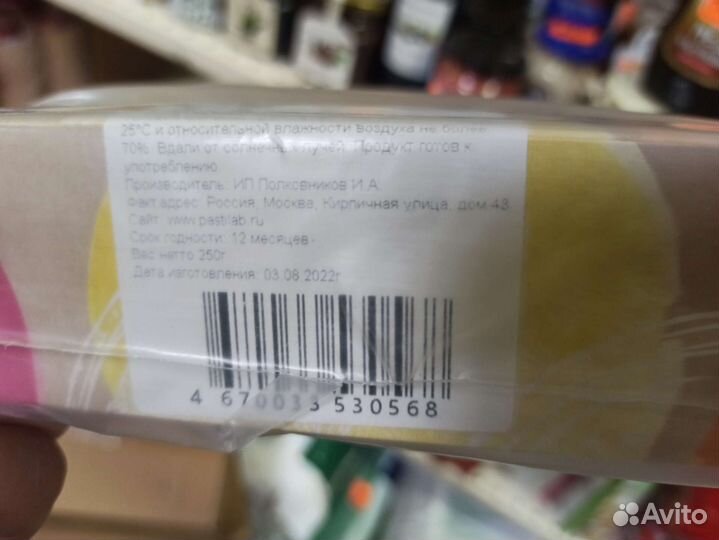 25°С и относительной влажности воздуха не более
70%. Вдали от солнечных лучей. Продукт готов к
употреблению.
Производитель: ИП Полковников И.А.
Факт.адрес: Россия, Москва, Кирпичная улица, дом 43
Сайт: www.pastilab.ru
Срок годности: 12 месяцев.
Вес нетто 250г
Дата изготовления: 03.08.2022г
4 670033 530568
Avito